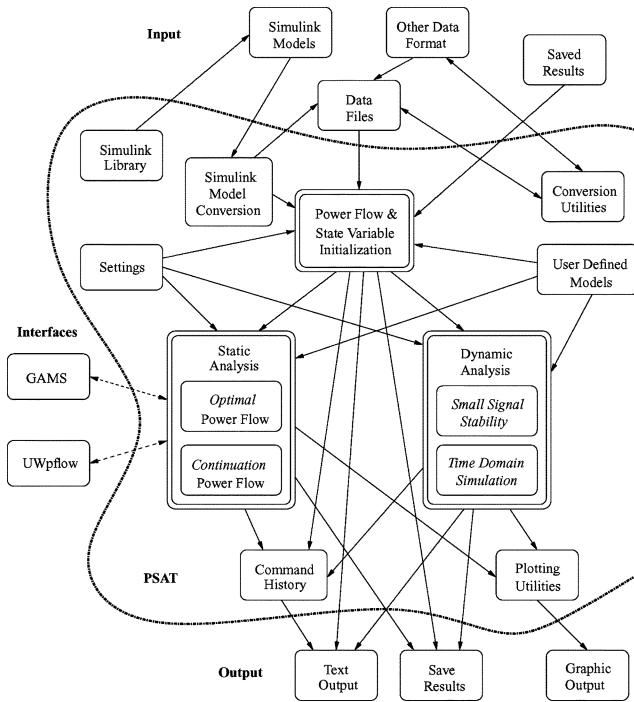 Input
Simulink
Models
Other Data
Format
Saved
Results
Data
Files
Simulink
Library
Simulink
Model
Conversion
Power Flow &
State Variable
Initialization
Conversion
Utilities
Settings
User Defined
Models
Interfaces
GAMS
UWpflow
Static
Analysis
Optimal
Power Flow
Continuation
Power Flow
Dynamic
Analysis
Small Signal
Stability
Time Domain
Simulation
PSAT
Command
History
Plotting
Utilities
Output
Text
Output
Save
Results
Graphic
Output